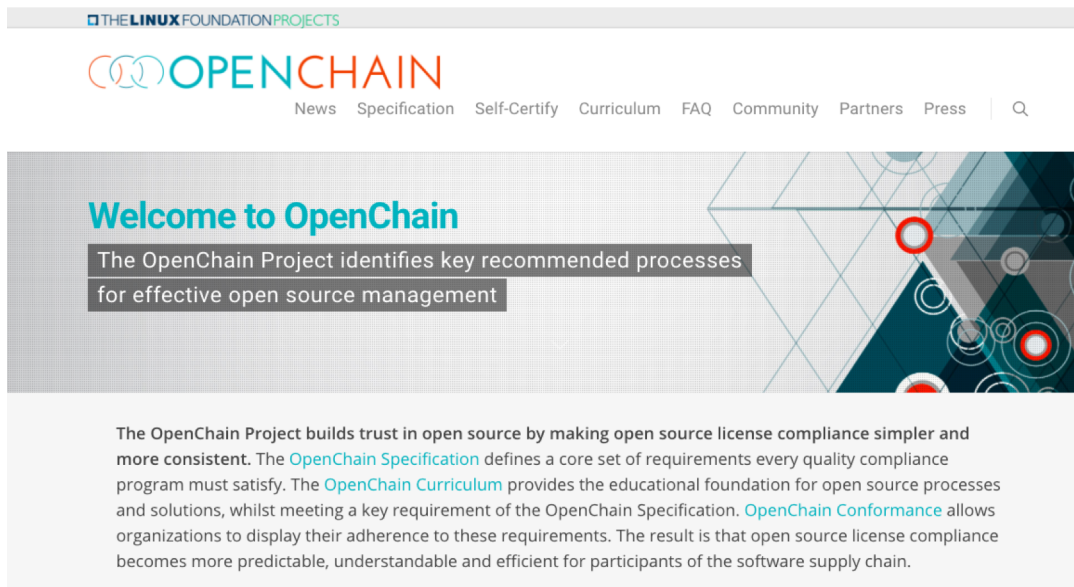 THE LINUX FOUNDATION PROJECTS
OPENCHAIN
News Specification Self-Certify Curriculum FAQ Community Partners Press
Welcome to OpenChain
The OpenChain Project identifies key recommended processes
for effective open source management
The OpenChain Project builds trust in open source by making open source license compliance simpler and
more consistent. The OpenChain Specification defines a core set of requirements every quality compliance
program must satisfy. The OpenChain Curriculum provides the educational foundation for open source processes
and solutions, whilst meeting a key requirement of the OpenChain Specification. OpenChain Conformance allows
organizations to display their adherence to these requirements. The result is that open source license compliance
becomes more predictable, understandable and efficient for participants of the software supply chain.